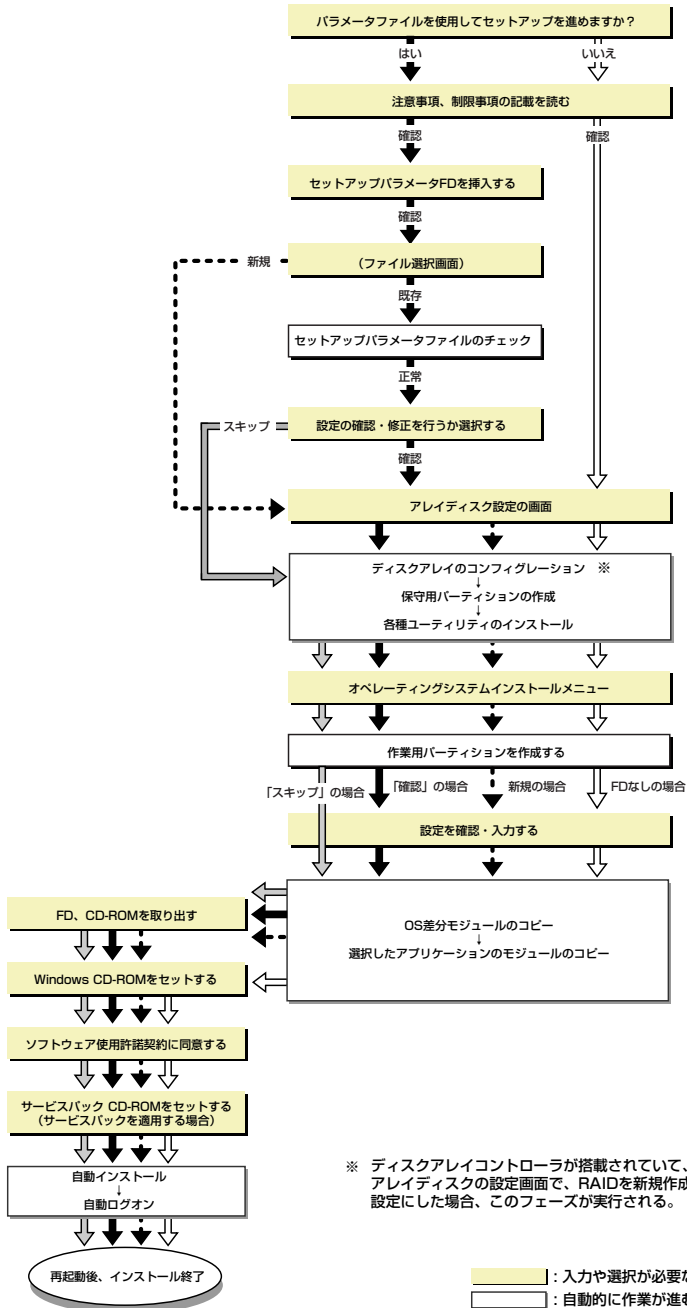 パラメータファイルを使用してセットアップを進めますか？
はい
いいえ
注意事項、制限事項の記載を読む
確認
確認
セットアップパラメータFDを挿入する
確認
新規
（ファイル選択画面）
既存
セットアップパラメータファイルのチェック
正常
スキップ
設定の確認・修正を行うか選択する
確認
アレイディスク設定の画面
ディスクアレイのコンフィグレーション ※
↓
保守用パーティションの作成
↓
各種ユーティリティのインストール
オペレーティングシステムインストールメニュー
作業用パーティションを作成する
「スキップ」の場合
「確認」の場合
新規の場合
FDなしの場合
設定を確認・入力する
FD、CD-ROMを取り出す
OS差分モジュールのコピー
↓
選択したアプリケーションのモジュールのコピー
Windows CD-ROMをセットする
ソフトウェア使用許諾契約に同意する
サービスパック CD-ROMをセットする
（サービスパックを適用する場合）
自動インストール
↓
自動ログオン
再起動後、インストール終了
※ ディスクアレイコントローラが搭載されていて、
アレイディスクの設定画面で、RAIDを新規作成
設定にした場合、このフェーズが実行される。
：入力や選択が必要な
：自動的に作業が進む